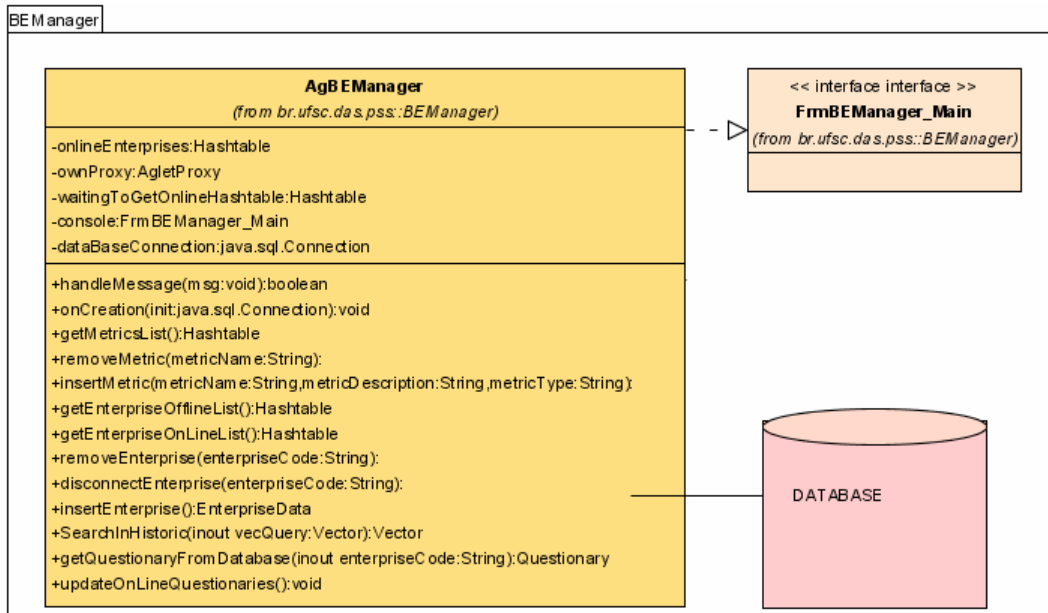 BEManager
AgBEManager
(from br.ufsc.das.pss::BEManager)
-onlineEnterprises:Hashtable
-ownProxy:AgletProxy
-waitingToGetOnlineHashtable:Hashtable
-console:FrmBEManager_Main
-dataBaseConnection:java.sql.Connection
+handleMessage(msg:void):boolean
+onCreation(init:java.sql.Connection):void
+getMetricsList():Hashtable
+removeMetric(metricName:String):
+insertMetric(metricName:String,metricDescription:String,metricType:String):
+getEnterpriseOfflineList():Hashtable
+getEnterpriseOnLineList():Hashtable
+removeEnterprise(enterpriseCode:String):
+disconnectEnterprise(enterpriseCode:String):
+insertEnterprise():EnterpriseData
+SearchInHistoric(inout vecQuery:Vector):Vector
+getQuestionaryFromDatabase(inout enterpriseCode:String):Questionary
+updateOnLineQuestionaries():void
<< interface interface >>
FrmBEManager_Main
(from br.ufsc.das.pss::BEManager)
DATABASE